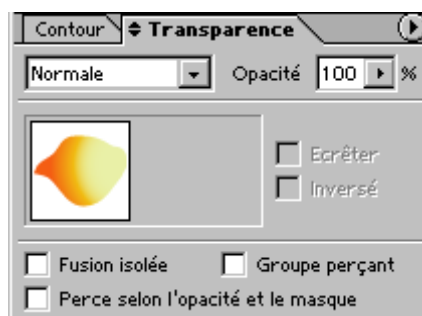 Contour Transparence
Normale Opacité 100 %
Ecrêter
Inversé
Fusion isolée Groupe perçant
Perce selon l'opacité et le masque